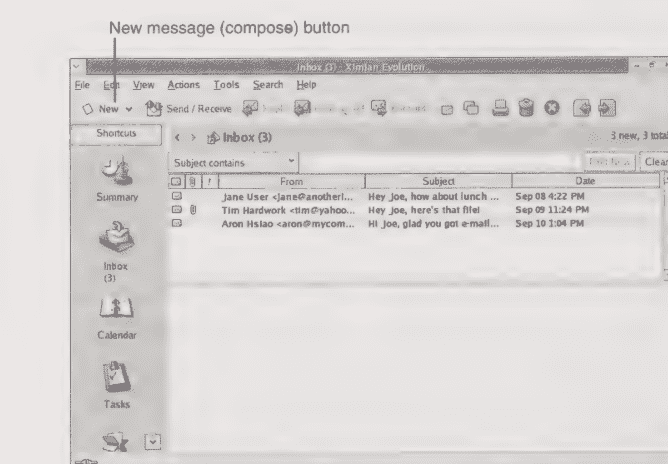 New message (compose) button
Inbox (3) - Ximian Evolution
File Edit View Actions Tools Search Help
New Send / Receive
Shortcuts Inbox (3) 3 new, 3 total
Subject contains Find Now Clear
! From Subject Date
Jane User <Jane@anotherl... Hey Joe, how about lunch ... Sep 08 4:22 PM
Tim Hardwork <tim@yahoo... Hey Joe, here's that file! Sep 09 11:24 PM
Aron Hsiao <aron@mycom... Hi Joe, glad you got e-mail... Sep 10 1:04 PM
Summary
Inbox
(3)
Calendar
Tasks